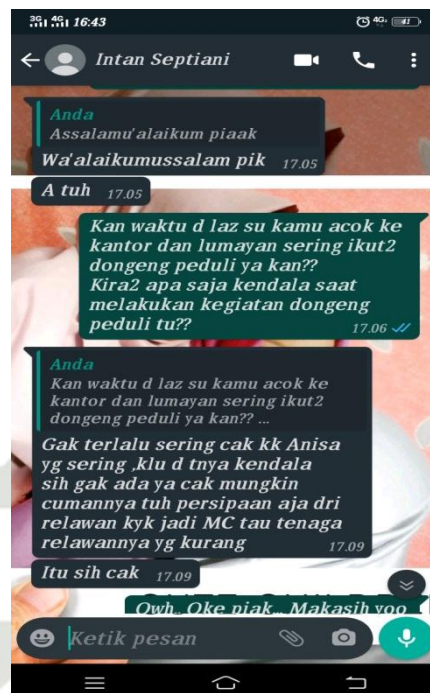 3G 4G 16:43
4G 41
Intan Septiani
Anda
Assalamu'alaikum piaak
Wa'alaikumussalam pik 17.05
A tuh 17.05
Kan waktu d laz su kamu acok ke
kantor dan lumayan sering ikut2
dongeng peduli ya kan??
Kira2 apa saja kendala saat
melakukan kegiatan dongeng
peduli tu??
17.06
Anda
Kan waktu d laz su kamu acok ke
kantor dan lumayan sering ikut2
dongeng peduli ya kan?? ...
Gak terlalu sering cak kk Anisa
yg sering ,klu d tnya kendala
sih gak ada ya cak mungkin
cumannya tuh persipaan aja dri
relawan kyk jadi MC tau tenaga
relawannya yg kurang 17.09
Itu sih cak 17.09
Owh.. Oke piak... Makasih yoo
Ketik pesan